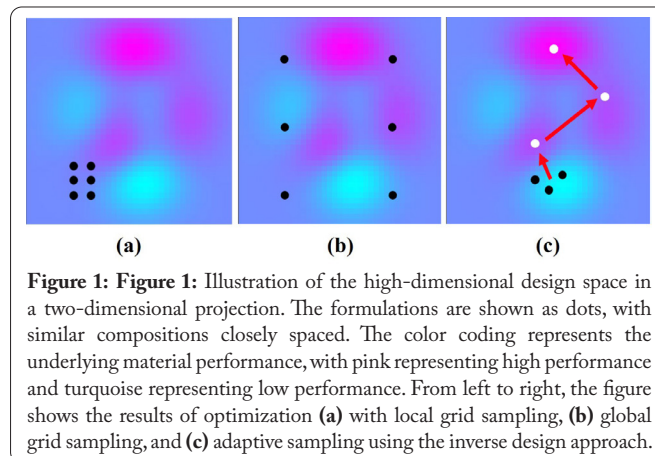 (a)
(b)
(c)
Figure 1: Figure 1: Illustration of the high-dimensional design space in
a two-dimensional projection. The formulations are shown as dots, with
similar compositions closely spaced. The color coding represents the
underlying material performance, with pink representing high performance
and turquoise representing low performance. From left to right, the figure
shows the results of optimization (a) with local grid sampling, (b) global
grid sampling, and (c) adaptive sampling using the inverse design approach.